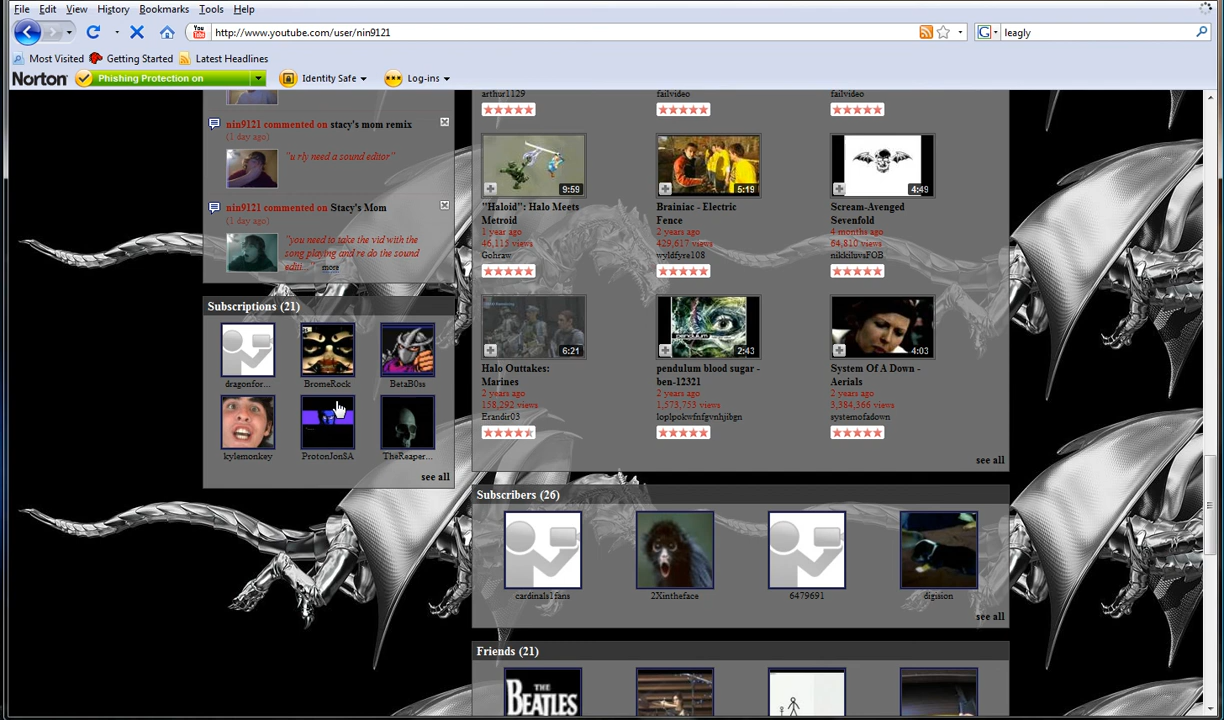 File Edit View History Bookmarks Tools Help
http://www.youtube.com/user/nin9121
leagly
Most Visited Getting Started Latest Headlines
Norton Phishing Protection on Identity Safe Log-ins
nin9121 commented on stacy's mom remix
(1 day ago)
"u rly need a sound editor"
nin9121 commented on Stacy's Mom
(1 day ago)
"you need to take the vid with the
song playing and re do the sound
editi..." more
Subscriptions (21)
dragonfor... BromeRock BetaB0ss
kylemonkey ProtonJonSA TheReaper...
see all
arthur1129 failvideo failvideo
9:59 5:19 4:49
"Haloid": Halo Meets
Metroid
1 year ago
46,115 views
Gohraw
Brainiac - Electric
Fence
2 years ago
429,617 views
wyldfyre108
Scream-Avenged
Sevenfold
4 months ago
64,810 views
nikkiluvsFOB
6:21 2:43 4:03
Halo Outtakes:
Marines
2 years ago
158,292 views
Erandir03
pendulum blood sugar -
ben-12321
2 years ago
1,573,753 views
loplpokwfnfgvnhjibgn
System Of A Down -
Aerials
2 years ago
3,384,366 views
systemofadown
see all
Subscribers (26)
cardinals1fans 2Xintheface 6479691 digision
see all
Friends (21)
THE
BEATLES